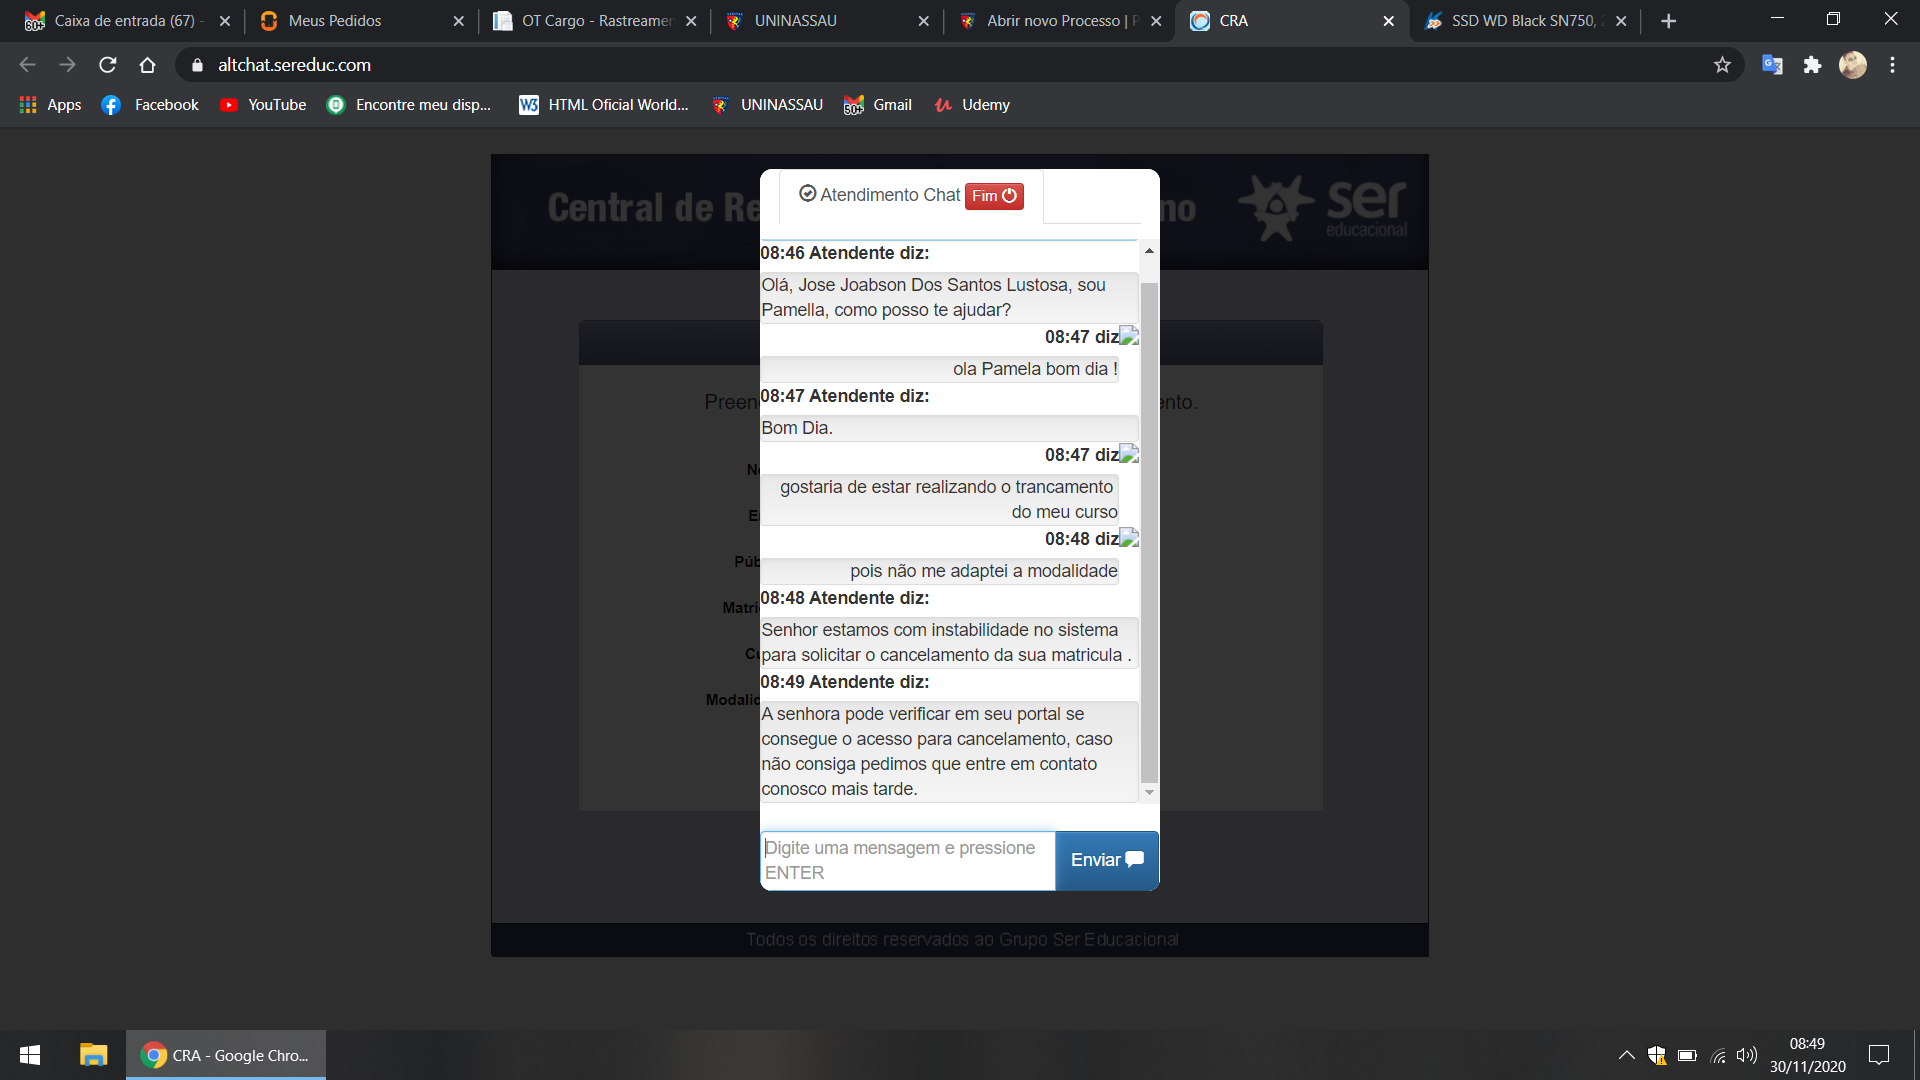 Caixa de entrada (67) -
Meus Pedidos
OT Cargo - Rastreamen
UNINASSAU
Abrir novo Processo | P
CRA
SSD WD Black SN750, 2
altchat.sereduc.com
Apps
Facebook
YouTube
Encontre meu disp...
HTML Oficial World...
UNINASSAU
Gmail
Udemy
Central de Re
no
ser
educacional
Atendimento Chat Fim
08:46 Atendente diz:
Olá, Jose Joabson Dos Santos Lustosa, sou
Pamella, como posso te ajudar?
08:47 diz
ola Pamela bom dia !
08:47 Atendente diz:
Bom Dia.
08:47 diz
gostaria de estar realizando o trancamento
do meu curso
08:48 diz
pois não me adaptei a modalidade
08:48 Atendente diz:
Senhor estamos com instabilidade no sistema
para solicitar o cancelamento da sua matricula .
08:49 Atendente diz:
A senhora pode verificar em seu portal se
consegue o acesso para cancelamento, caso
não consiga pedimos que entre em contato
conosco mais tarde.
Digite uma mensagem e pressione
ENTER
Enviar
Preen
ento.
Púb
Matri
Modalid
Todos os direitos reservados ao Grupo Ser Educacional
CRA - Google Chro...
08:49
30/11/2020